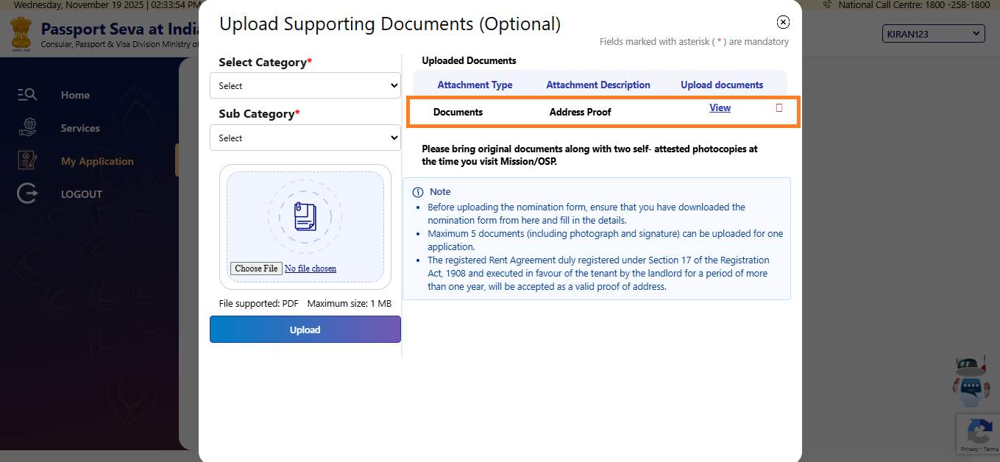 Wednesday, November 19 2025 | 02:33:54 PM
National Call Centre: 1800 -258-1800
Passport Seva at Indi
Consular, Passport & Visa Division Ministry of
KIRAN123
Home
Services
My Application
LOGOUT
Upload Supporting Documents (Optional)
Fields marked with asterisk ( * ) are mandatory
Select Category*
Select
Sub Category*
Select
Choose File No file chosen
File supported: PDF Maximum size: 1 MB
Upload
Uploaded Documents
Attachment Type Attachment Description Upload documents
Documents Address Proof View
Please bring original documents along with two self- attested photocopies at
the time you visit Mission/OSP.
Note
• Before uploading the nomination form, ensure that you have downloaded the
nomination form from here and fill in the details.
• Maximum 5 documents (including photograph and signature) can be uploaded for one
application.
• The registered Rent Agreement duly registered under Section 17 of the Registration
Act, 1908 and executed in favour of the tenant by the landlord for a period of more
than one year, will be accepted as a valid proof of address.
Privacy - Terms